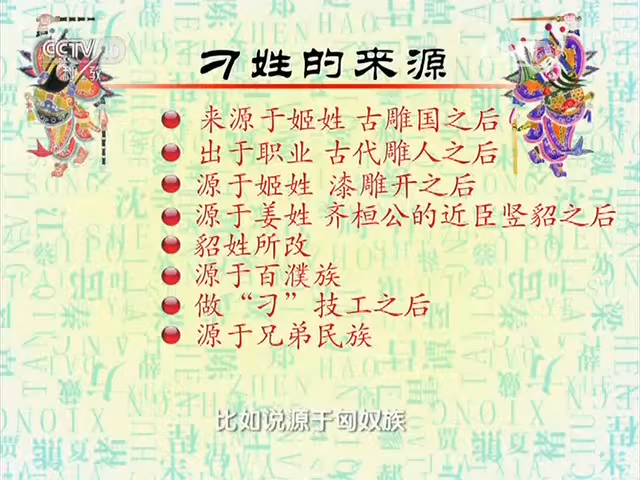 CCTV 10
科 教
刁姓的来源
来源于姬姓 古雕国之后
出于职业 古代雕人之后
源于姬姓 漆雕开之后
源于姜姓 齐桓公的近臣竖貂之后
貂姓所改
源于百濮族
做“刁”技工之后
源于兄弟民族
比如说源于匈奴族